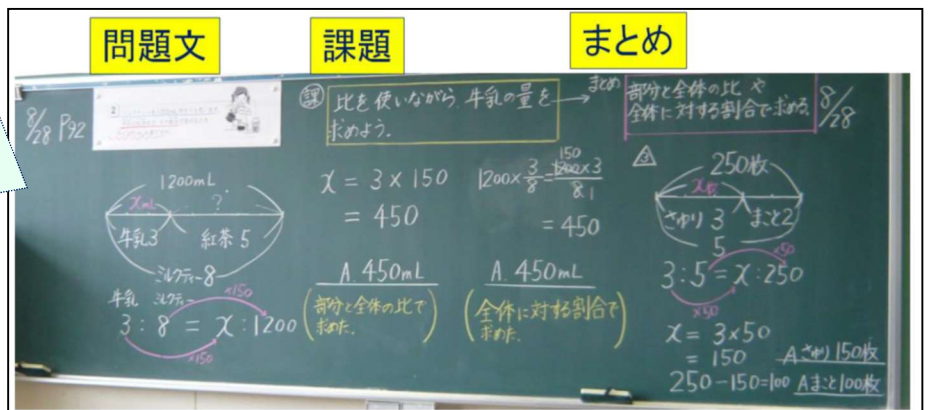 問題文
課題
まとめ
8/28 P92
2
1200mL
xmL
?
牛乳3
紅茶5
ミルクティー8
牛乳 ミルクティー
×150
3:8 = x:1200
×150
課
比を使いながら、牛乳の量を
求めよう。
→
x = 3×150
= 450
A. 450mL
(部分と全体の比で
求めた。)
150
1200×3/8=1200×3/8 1
= 450
A. 450mL
(全体に対する割合で
求めた。)
まとめ
部分と全体の比や
全体に対する割合で求める。
8/28
3
250枚
x枚
さゆり3
まこと2
5
×50
3:5=x:250
×50
x = 3×50
= 150
A さゆり150枚
250-150=100 A まこと100枚